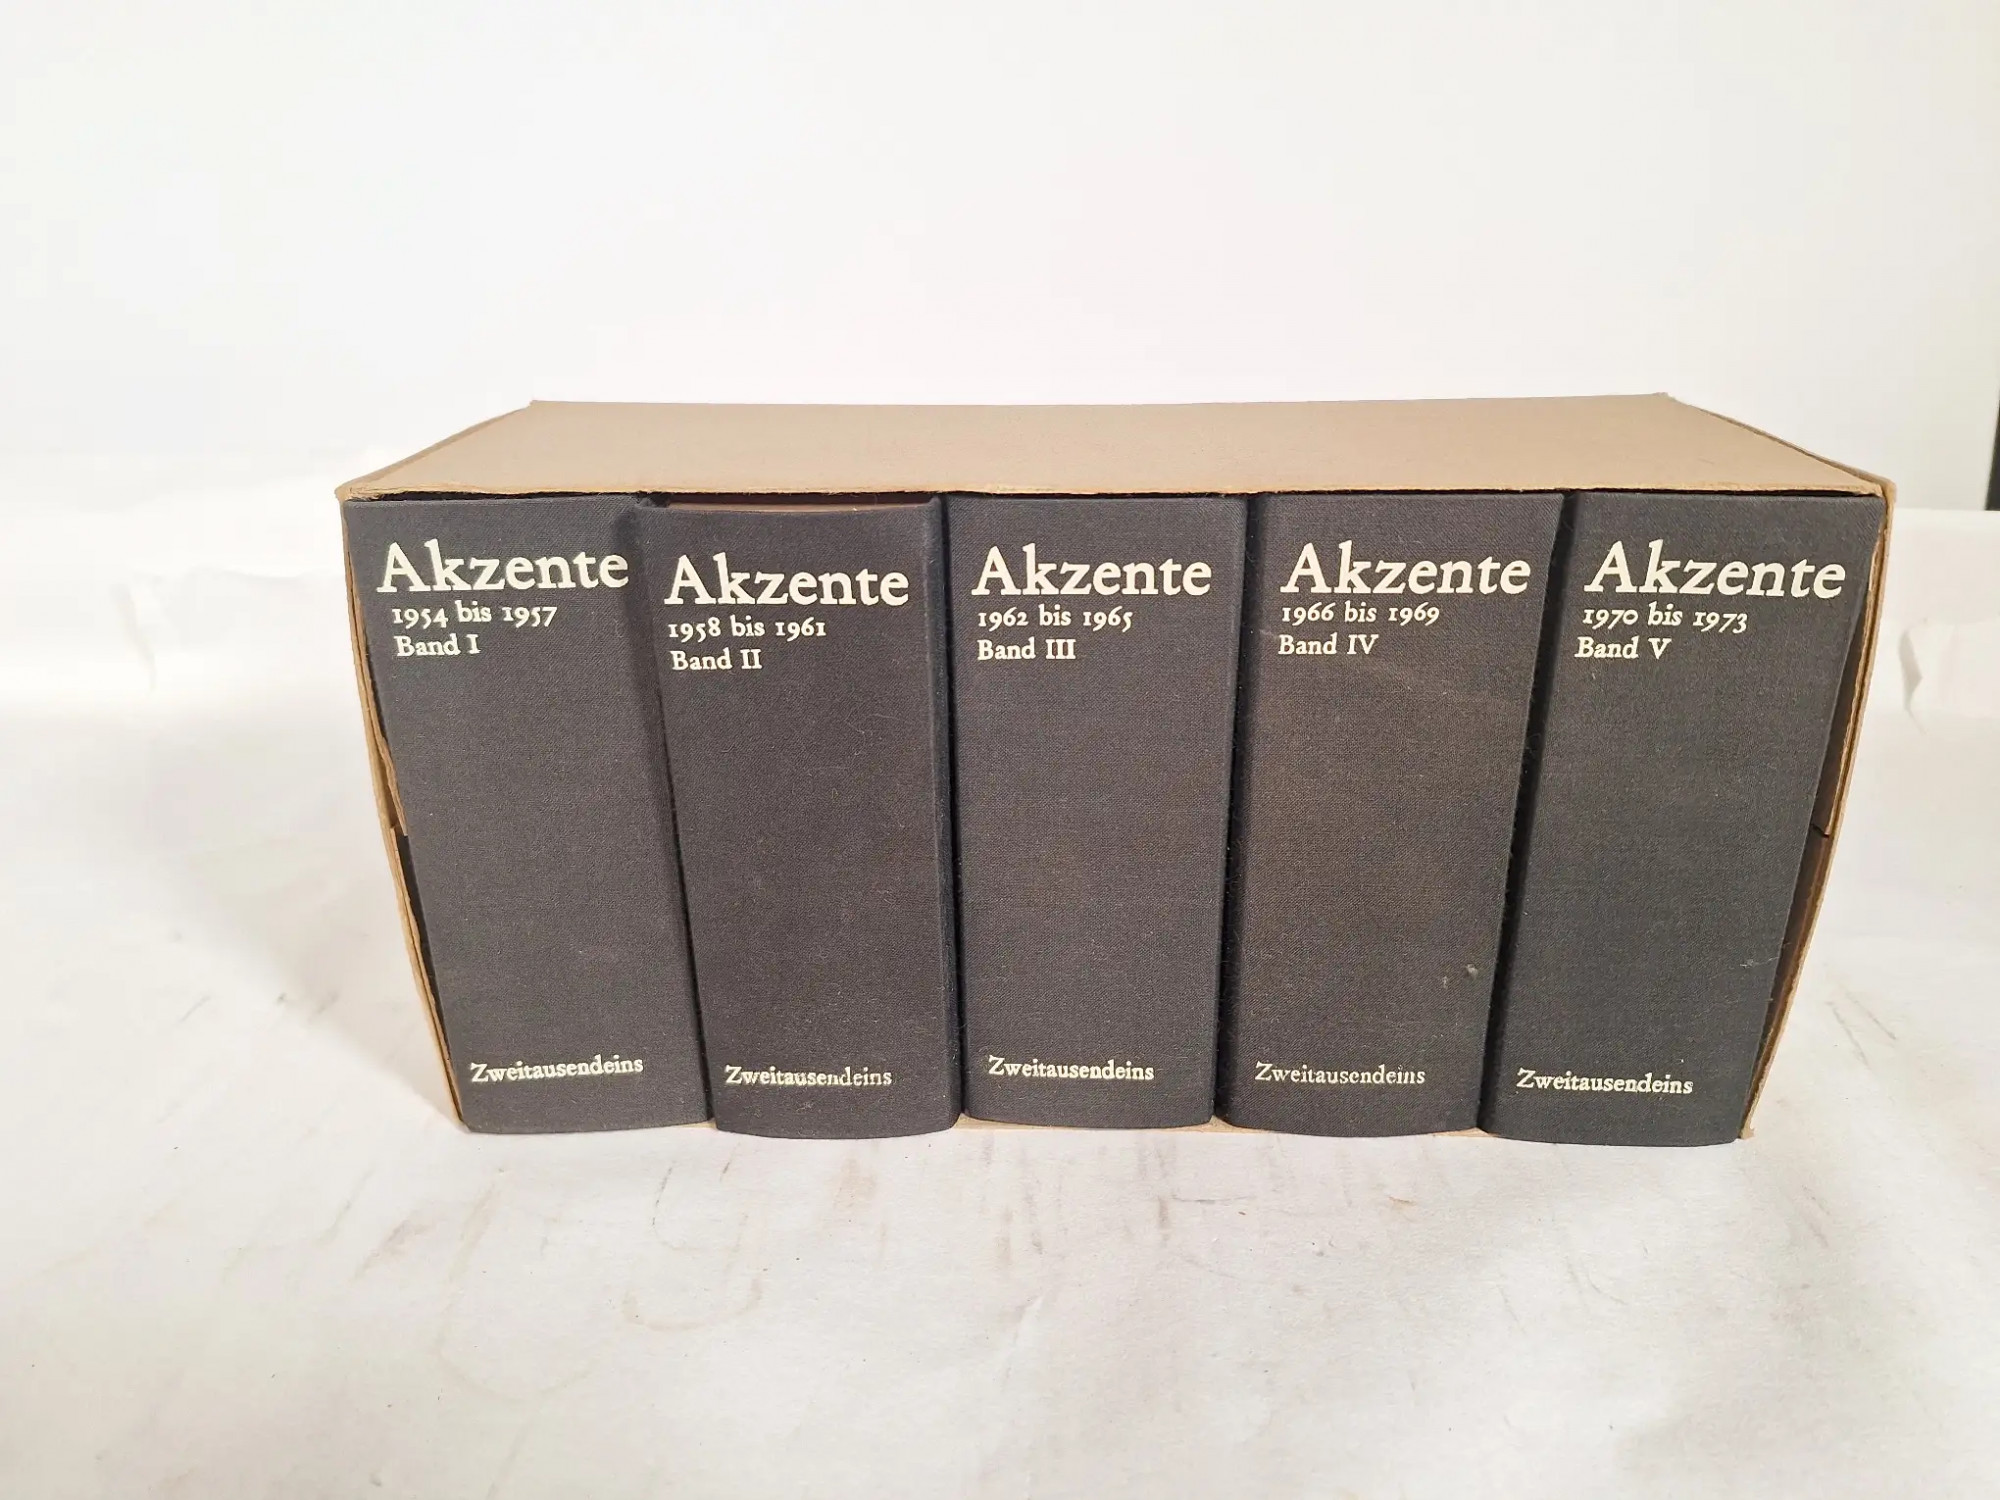 Akzente
1954 bis 1957
Band I
Zweitausendeins
Akzente
1958 bis 1961
Band II
Zweitausendeins
Akzente
1962 bis 1965
Band III
Zweitausendeins
Akzente
1966 bis 1969
Band IV
Zweitausendeins
Akzente
1970 bis 1973
Band V
Zweitausendeins